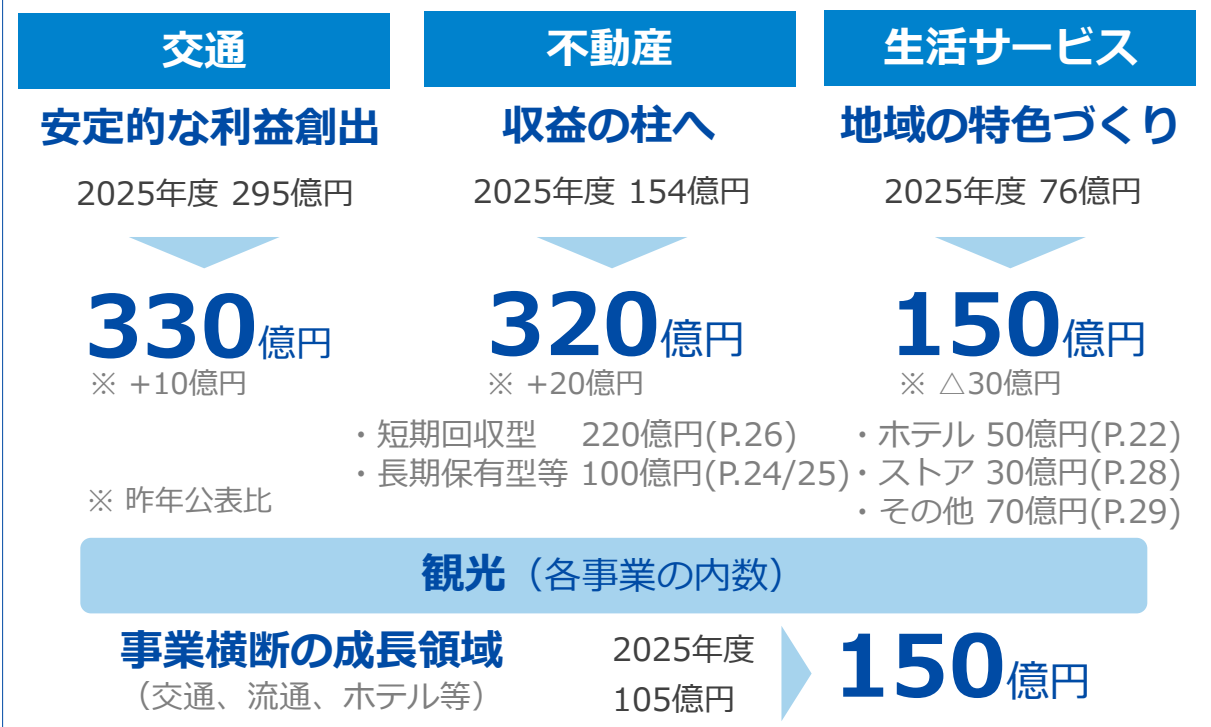 交通
安定的な利益創出
2025年度 295億円
330億円
※ +10億円
※ 昨年公表比
不動産
収益の柱へ
2025年度 154億円
320億円
※ +20億円
・短期回収型 220億円(P.26)
・長期保有型等 100億円(P.24/25)
生活サービス
地域の特色づくり
2025年度 76億円
150億円
※ △30億円
・ホテル 50億円(P.22)
・ストア 30億円(P.28)
・その他 70億円(P.29)
観光（各事業の内数）
事業横断の成長領域
（交通、流通、ホテル等）
2025年度
105億円
150億円